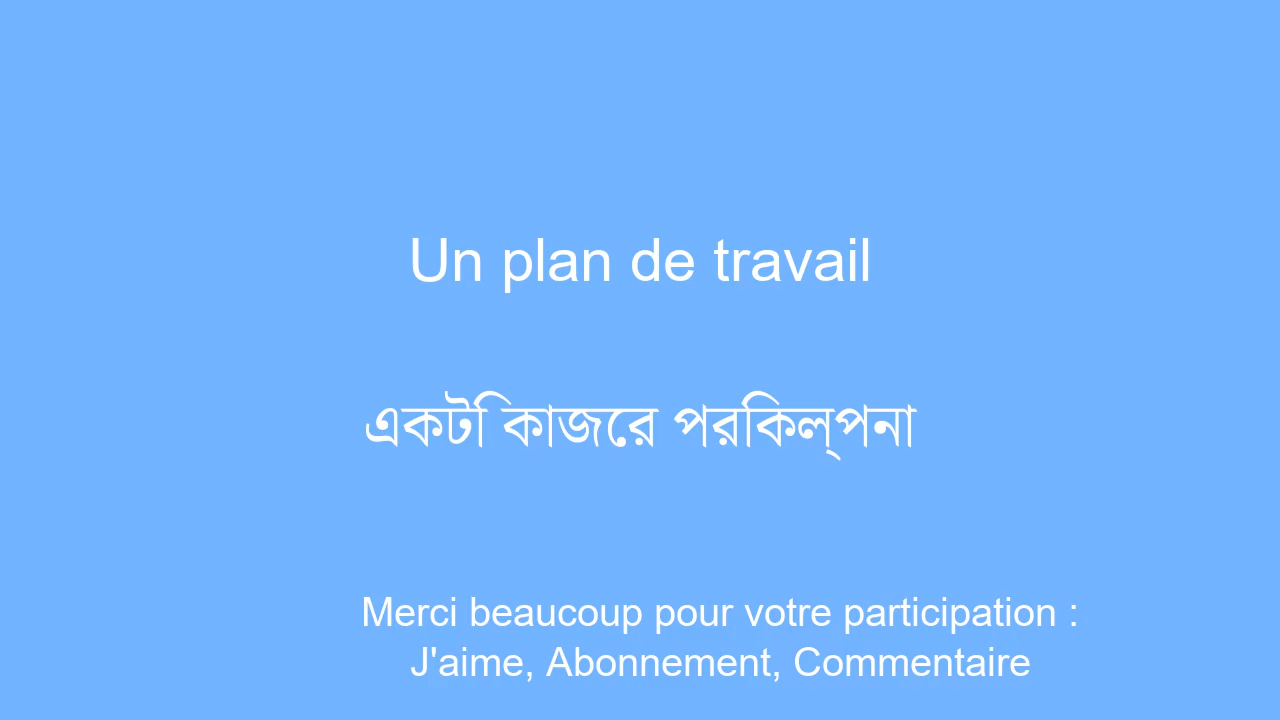 Un plan de travail
একটি কাজের পরিকল্পনা
Merci beaucoup pour votre participation :
J'aime, Abonnement, Commentaire